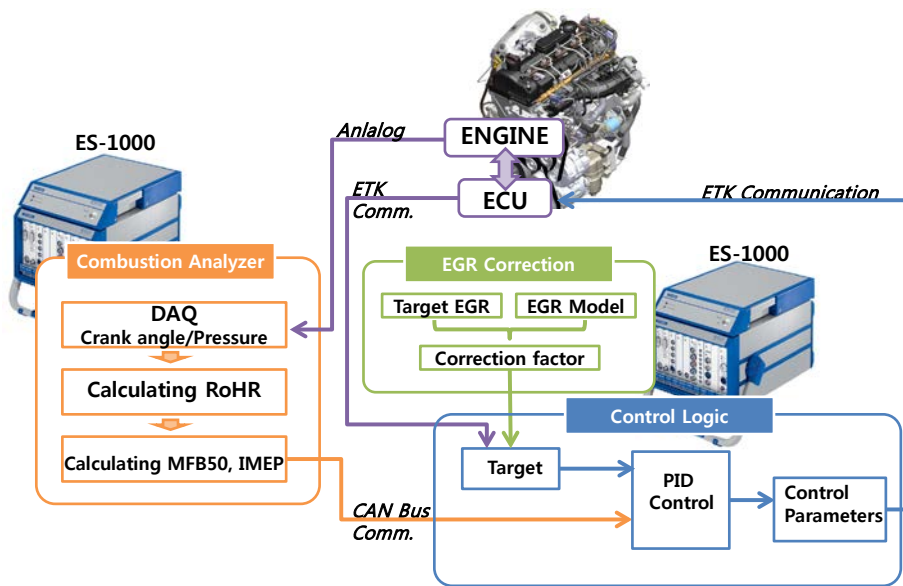 ES-1000
Anlalog
ENGINE
ETK
Comm.
ECU
ETK Communication
Combustion Analyzer
DAQ
Crank angle/Pressure
Calculating RoHR
Calculating MFB50, IMEP
EGR Correction
Target EGR
EGR Model
Correction factor
ES-1000
Control Logic
Target
PID
Control
Control
Parameters
CAN Bus
Comm.